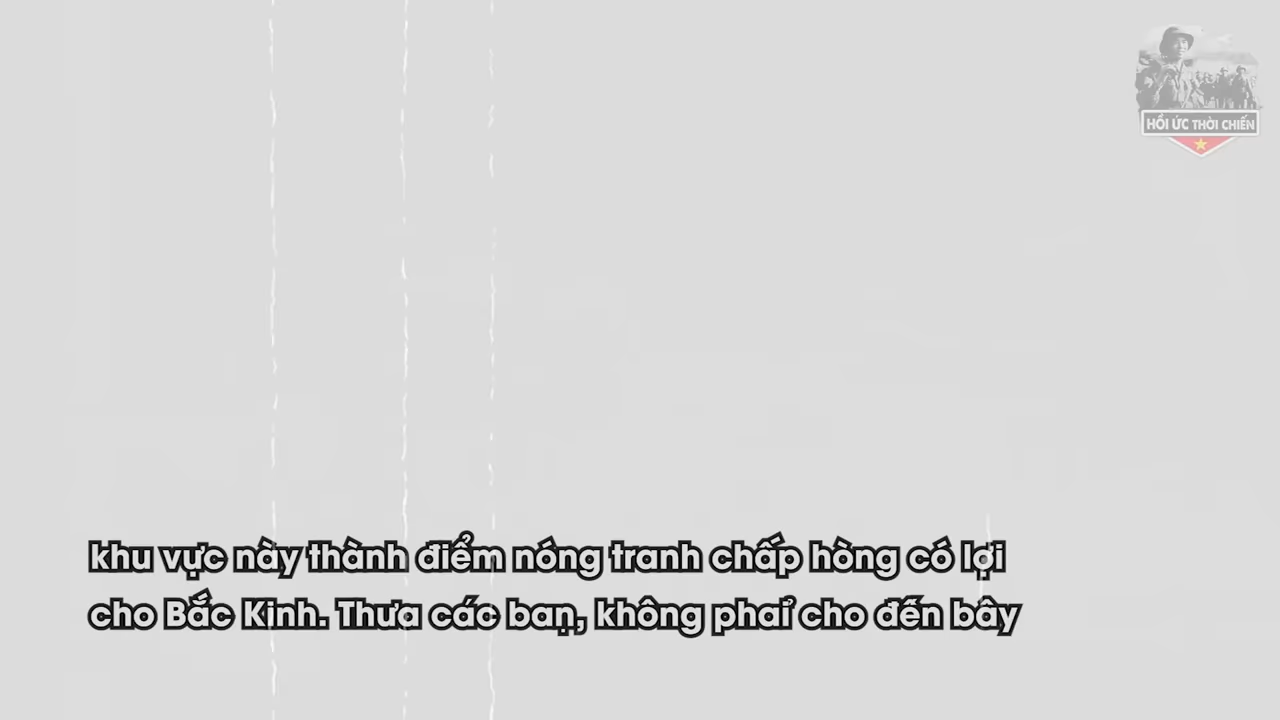 HỒI ỨC THỜI CHIẾN
khu vực này thành điểm nóng tranh chấp hòng có lợi
cho Bắc Kinh. Thưa các bạn, không phải cho đến bây